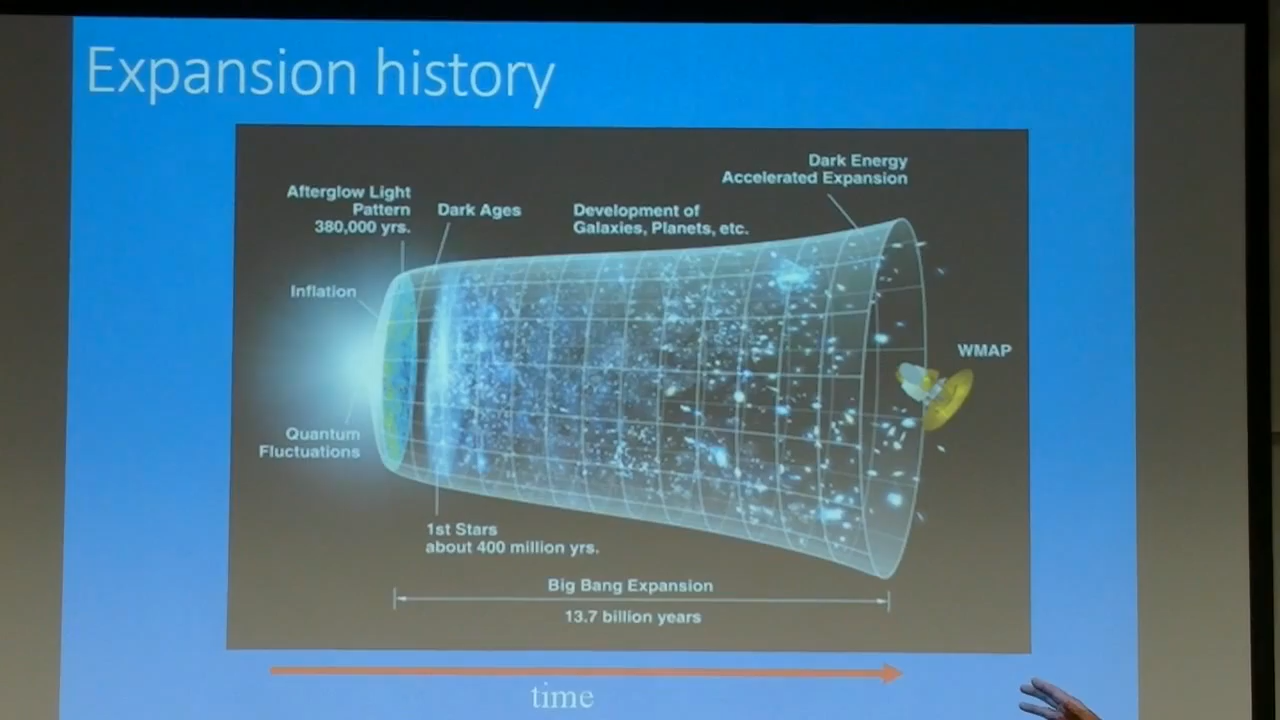 Expansion history
Dark Energy
Accelerated Expansion
Afterglow Light
Pattern
380,000 yrs.
Dark Ages
Development of
Galaxies, Planets, etc.
Inflation
WMAP
Quantum
Fluctuations
1st Stars
about 400 million yrs.
Big Bang Expansion
13.7 billion years
time